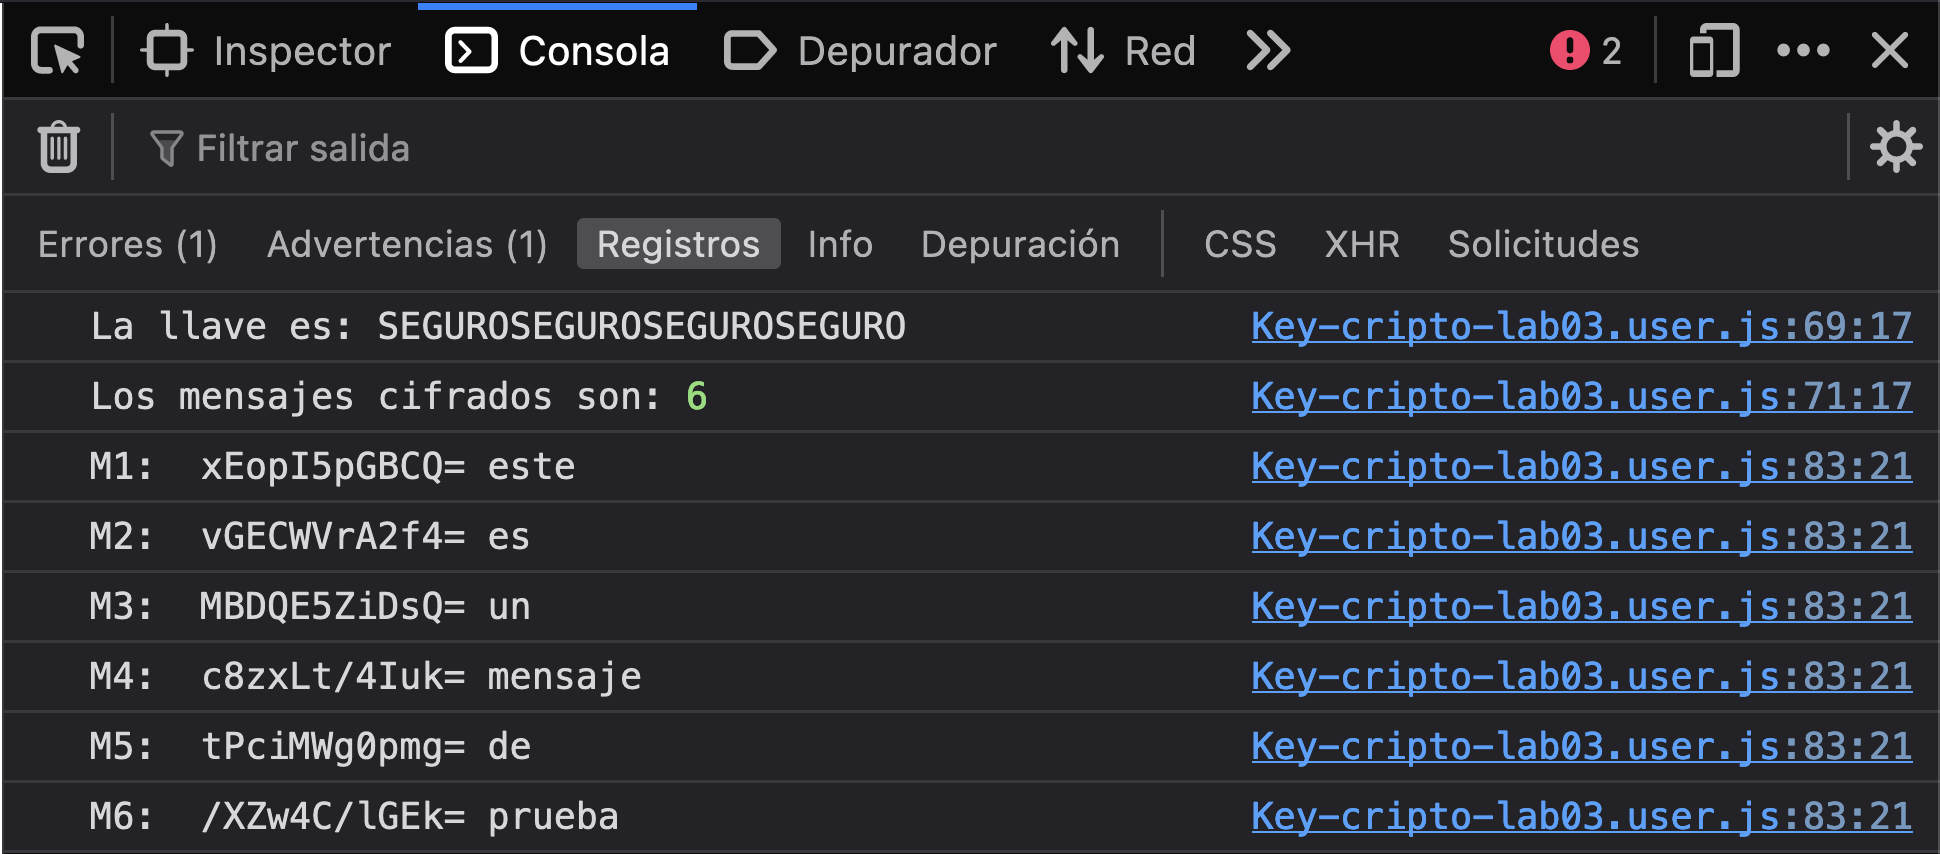 Inspector Consola Depurador Red 2
Filtrar salida
Errores (1) Advertencias (1) Registros Info Depuración CSS XHR Solicitudes
La llave es: SEGUROSEGUROSEGUROSEGURO Key-cripto-lab03.user.js:69:17
Los mensajes cifrados son: 6 Key-cripto-lab03.user.js:71:17
M1: xEopI5pGBCQ= este Key-cripto-lab03.user.js:83:21
M2: vGECWVrA2f4= es Key-cripto-lab03.user.js:83:21
M3: MBDQE5ZiDsQ= un Key-cripto-lab03.user.js:83:21
M4: c8zxLt/4Iuk= mensaje Key-cripto-lab03.user.js:83:21
M5: tPciMWg0pmg= de Key-cripto-lab03.user.js:83:21
M6: /XZw4C/lGEk= prueba Key-cripto-lab03.user.js:83:21